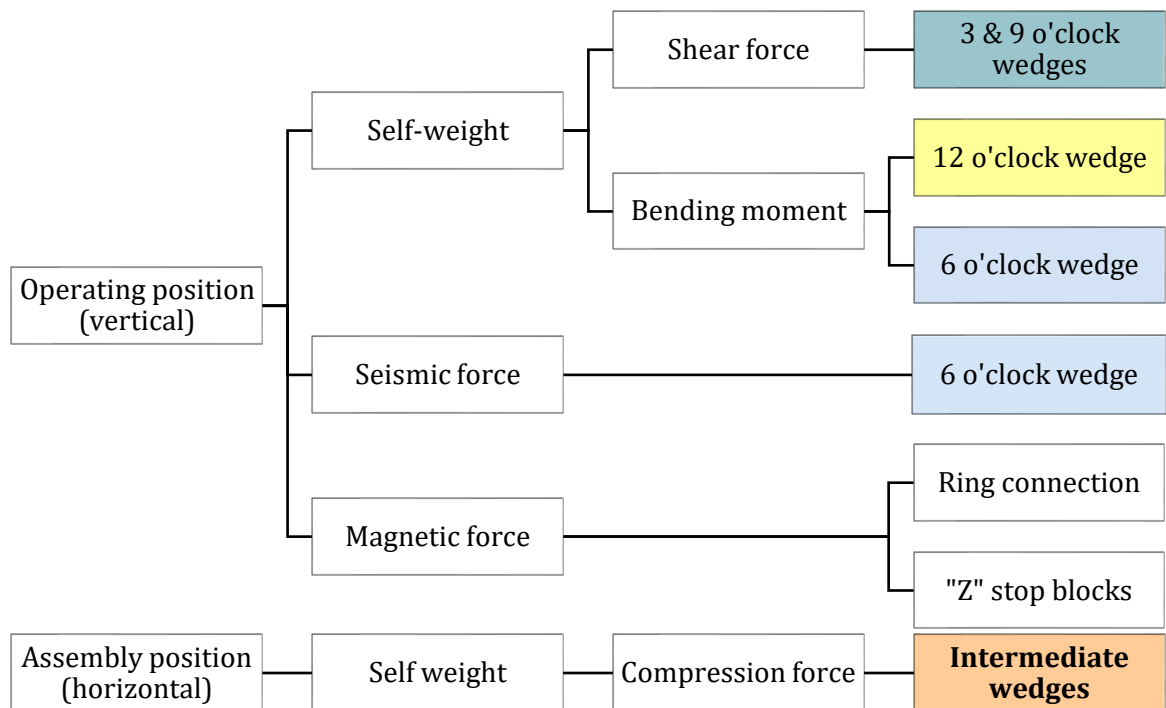 Operating position
(vertical)
Self-weight
Shear force
3 & 9 o'clock
wedges
Bending moment
12 o'clock wedge
6 o'clock wedge
Seismic force
6 o'clock wedge
Magnetic force
Ring connection
"Z" stop blocks
Assembly position
(horizontal)
Self weight
Compression force
Intermediate
wedges